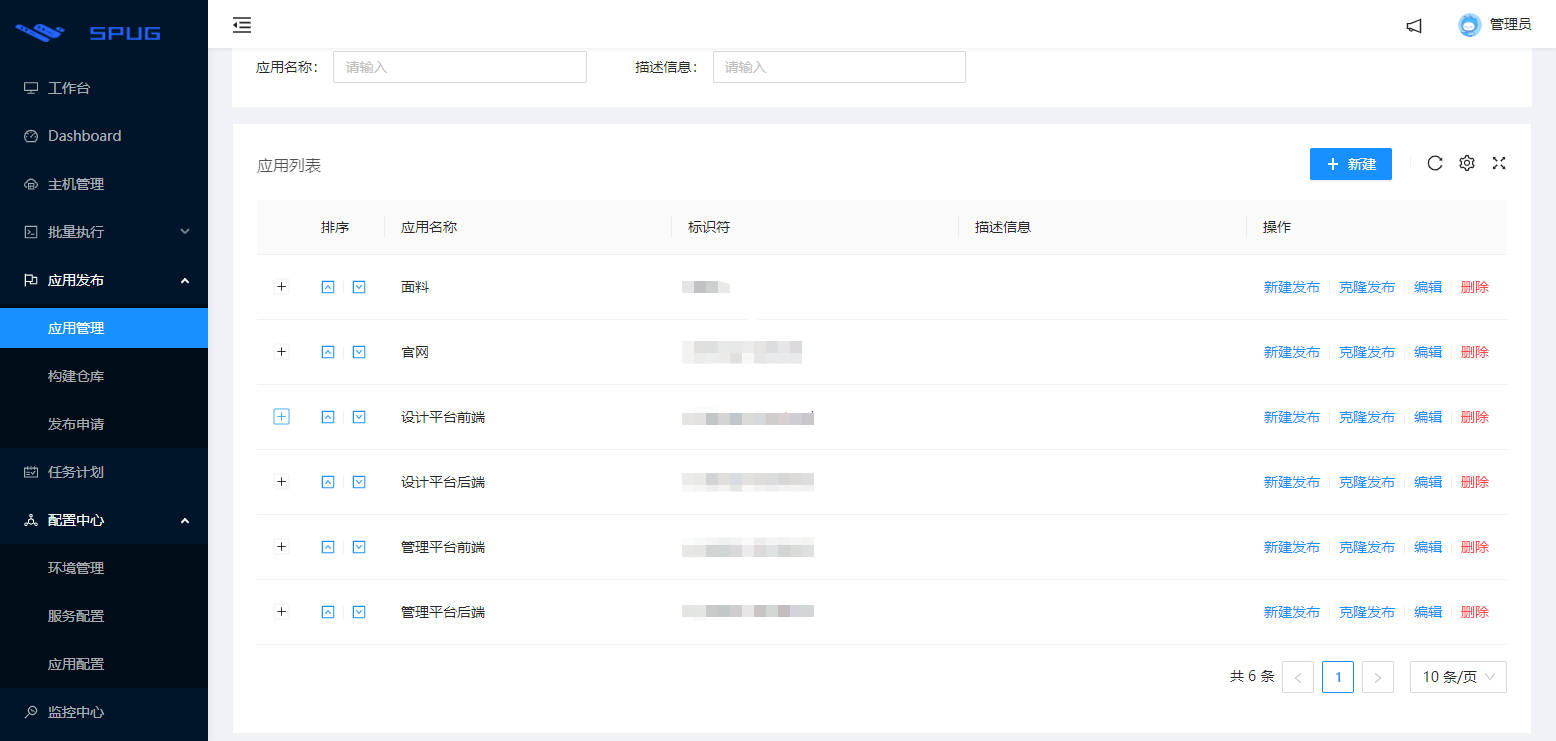 SPUG
工作台
Dashboard
主机管理
批量执行
应用发布
应用管理
构建仓库
发布申请
任务计划
配置中心
环境管理
服务配置
应用配置
监控中心
管理员
应用名称： 请输入 描述信息： 请输入
应用列表
新建
排序 应用名称 标识符 描述信息 操作
面料 新建发布 克隆发布 编辑 删除
官网 新建发布 克隆发布 编辑 删除
设计平台前端 新建发布 克隆发布 编辑 删除
设计平台后端 新建发布 克隆发布 编辑 删除
管理平台前端 新建发布 克隆发布 编辑 删除
管理平台后端 新建发布 克隆发布 编辑 删除
共 6 条 < 1 > 10 条/页